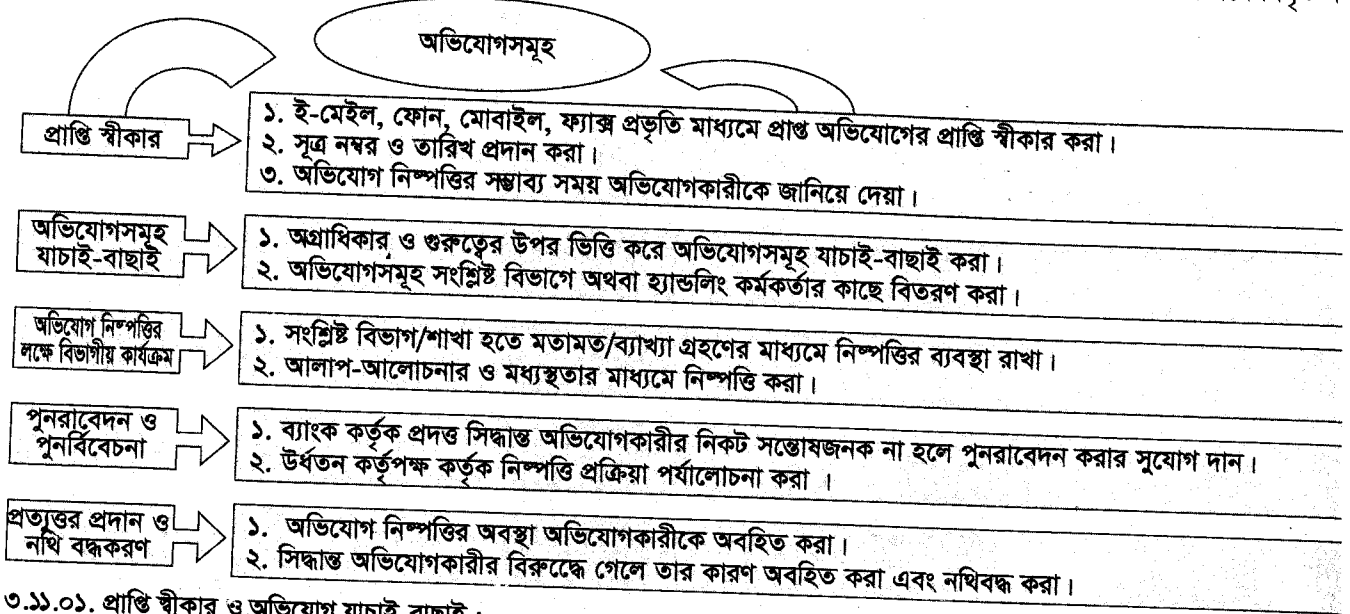 অভিযোগসমূহ
প্রাপ্তি স্বীকার
১. ই-মেইল, ফোন, মোবাইল, ফ্যাক্স প্রভৃতি মাধ্যমে প্রাপ্ত অভিযোগের প্রাপ্তি স্বীকার করা।
২. সূত্র নম্বর ও তারিখ প্রদান করা।
৩. অভিযোগ নিষ্পত্তির সম্ভাব্য সময় অভিযোগকারীকে জানিয়ে দেয়া।
অভিযোগসমূহ
যাচাই-বাছাই
১. অগ্রাধিকার ও গুরুত্বের উপর ভিত্তি করে অভিযোগসমূহ যাচাই-বাছাই করা।
২. অভিযোগসমূহ সংশ্লিষ্ট বিভাগে অথবা হ্যান্ডলিং কর্মকর্তার কাছে বিতরণ করা।
অভিযোগ নিষ্পত্তির
লক্ষে বিভাগীয় কার্যক্রম
১. সংশ্লিষ্ট বিভাগ/শাখা হতে মতামত/ব্যাখ্যা গ্রহণের মাধ্যমে নিষ্পত্তির ব্যবস্থা রাখা।
২. আলাপ-আলোচনার ও মধ্যস্থতার মাধ্যমে নিষ্পত্তি করা।
পুনরাবেদন ও
পুনর্বিবেচনা
১. ব্যাংক কর্তৃক প্রদত্ত সিদ্ধান্ত অভিযোগকারীর নিকট সন্তোষজনক না হলে পুনরাবেদন করার সুযোগ দান।
২. উর্ধতন কর্তৃপক্ষ কর্তৃক নিষ্পত্তি প্রক্রিয়া পর্যালোচনা করা ।
প্রত্যুত্তর প্রদান ও
নথি বদ্ধকরণ
১. অভিযোগ নিষ্পত্তির অবস্থা অভিযোগকারীকে অবহিত করা।
২. সিদ্ধান্ত অভিযোগকারীর বিরুদ্ধে গেলে তার কারণ অবহিত করা এবং নথিবদ্ধ করা।
৩.১১.০১. প্রাপ্তি স্বীকার ও অভিযোগ যাচাই বাছাই :